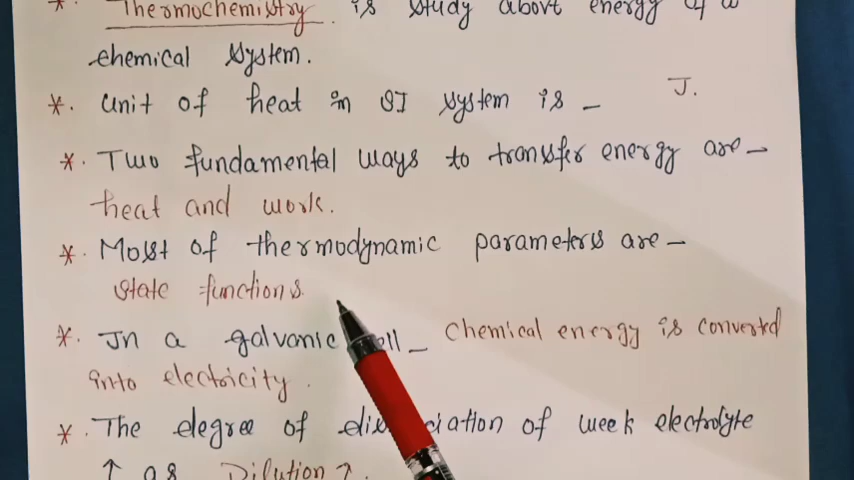 * Thermochemistry. is study about energy of a
chemical system.
* Unit of heat in SI system is - J.
* Two fundamental ways to transfer energy are -
heat and work.
* Most of thermodynamic parameters are -
state functions.
* In a galvanic - chemical energy is converted
into electricity.
* The degree of of week electrolyte
↑ as Dilution ↑.